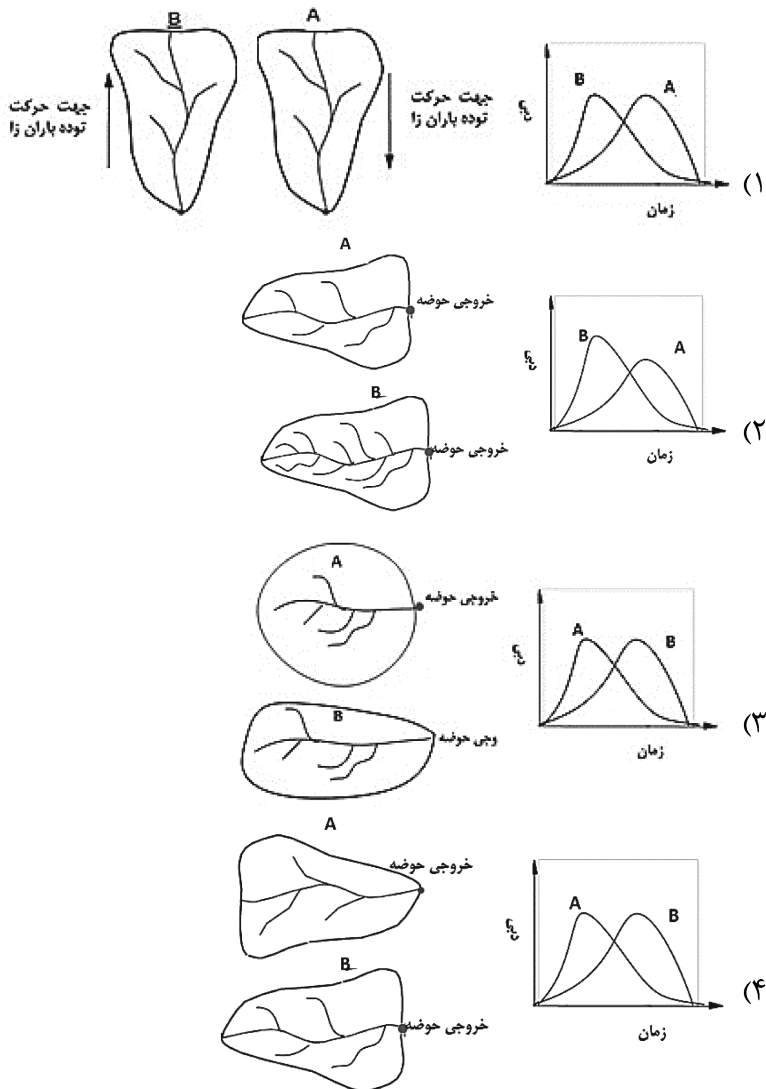 B
A
جهت حرکت
توده باران زا
جهت حرکت
توده باران زا
B
A
دبی
زمان
۱)
A
خروجی حوضه
B
خروجی حوضه
B
A
دبی
زمان
۲)
A
خروجی حوضه
B
وجی حوضه
A
B
دبی
زمان
۳)
A
خروجی حوضه
B
خروجی حوضه
A
B
دبی
زمان
۴)